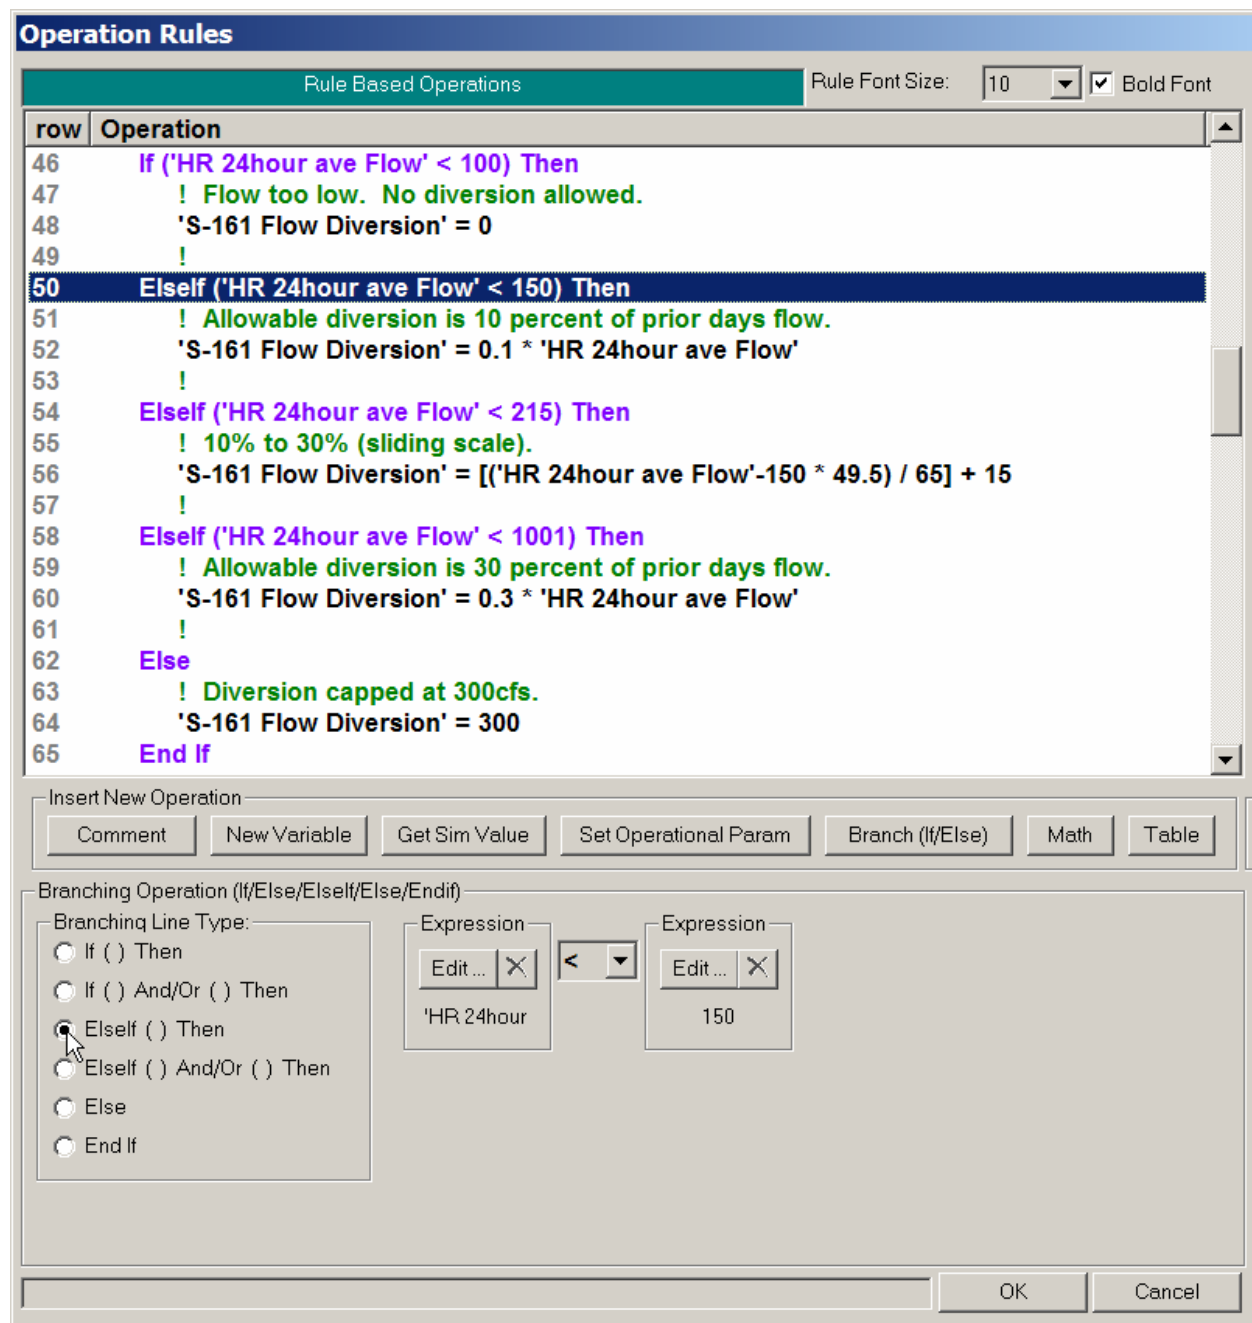 Operation Rules
Rule Based Operations Rule Font Size: 10 Bold Font
row Operation
46 If ('HR 24hour ave Flow' < 100) Then
47 ! Flow too low. No diversion allowed.
48 'S-161 Flow Diversion' = 0
49 !
50 ElseIf ('HR 24hour ave Flow' < 150) Then
51 ! Allowable diversion is 10 percent of prior days flow.
52 'S-161 Flow Diversion' = 0.1 * 'HR 24hour ave Flow'
53 !
54 ElseIf ('HR 24hour ave Flow' < 215) Then
55 ! 10% to 30% (sliding scale).
56 'S-161 Flow Diversion' = [('HR 24hour ave Flow'-150 * 49.5) / 65] + 15
57 !
58 ElseIf ('HR 24hour ave Flow' < 1001) Then
59 ! Allowable diversion is 30 percent of prior days flow.
60 'S-161 Flow Diversion' = 0.3 * 'HR 24hour ave Flow'
61 !
62 Else
63 ! Diversion capped at 300cfs.
64 'S-161 Flow Diversion' = 300
65 End If
Insert New Operation
Comment New Variable Get Sim Value Set Operational Param Branch (If/Else) Math Table
Branching Operation (If/Else/ElseIf/Else/Endif)
Branching Line Type:
If ( ) Then
If ( ) And/Or ( ) Then
ElseIf ( ) Then
ElseIf ( ) And/Or ( ) Then
Else
End If
Expression
Edit ...
'HR 24hour
<
Expression
Edit ...
150
OK Cancel